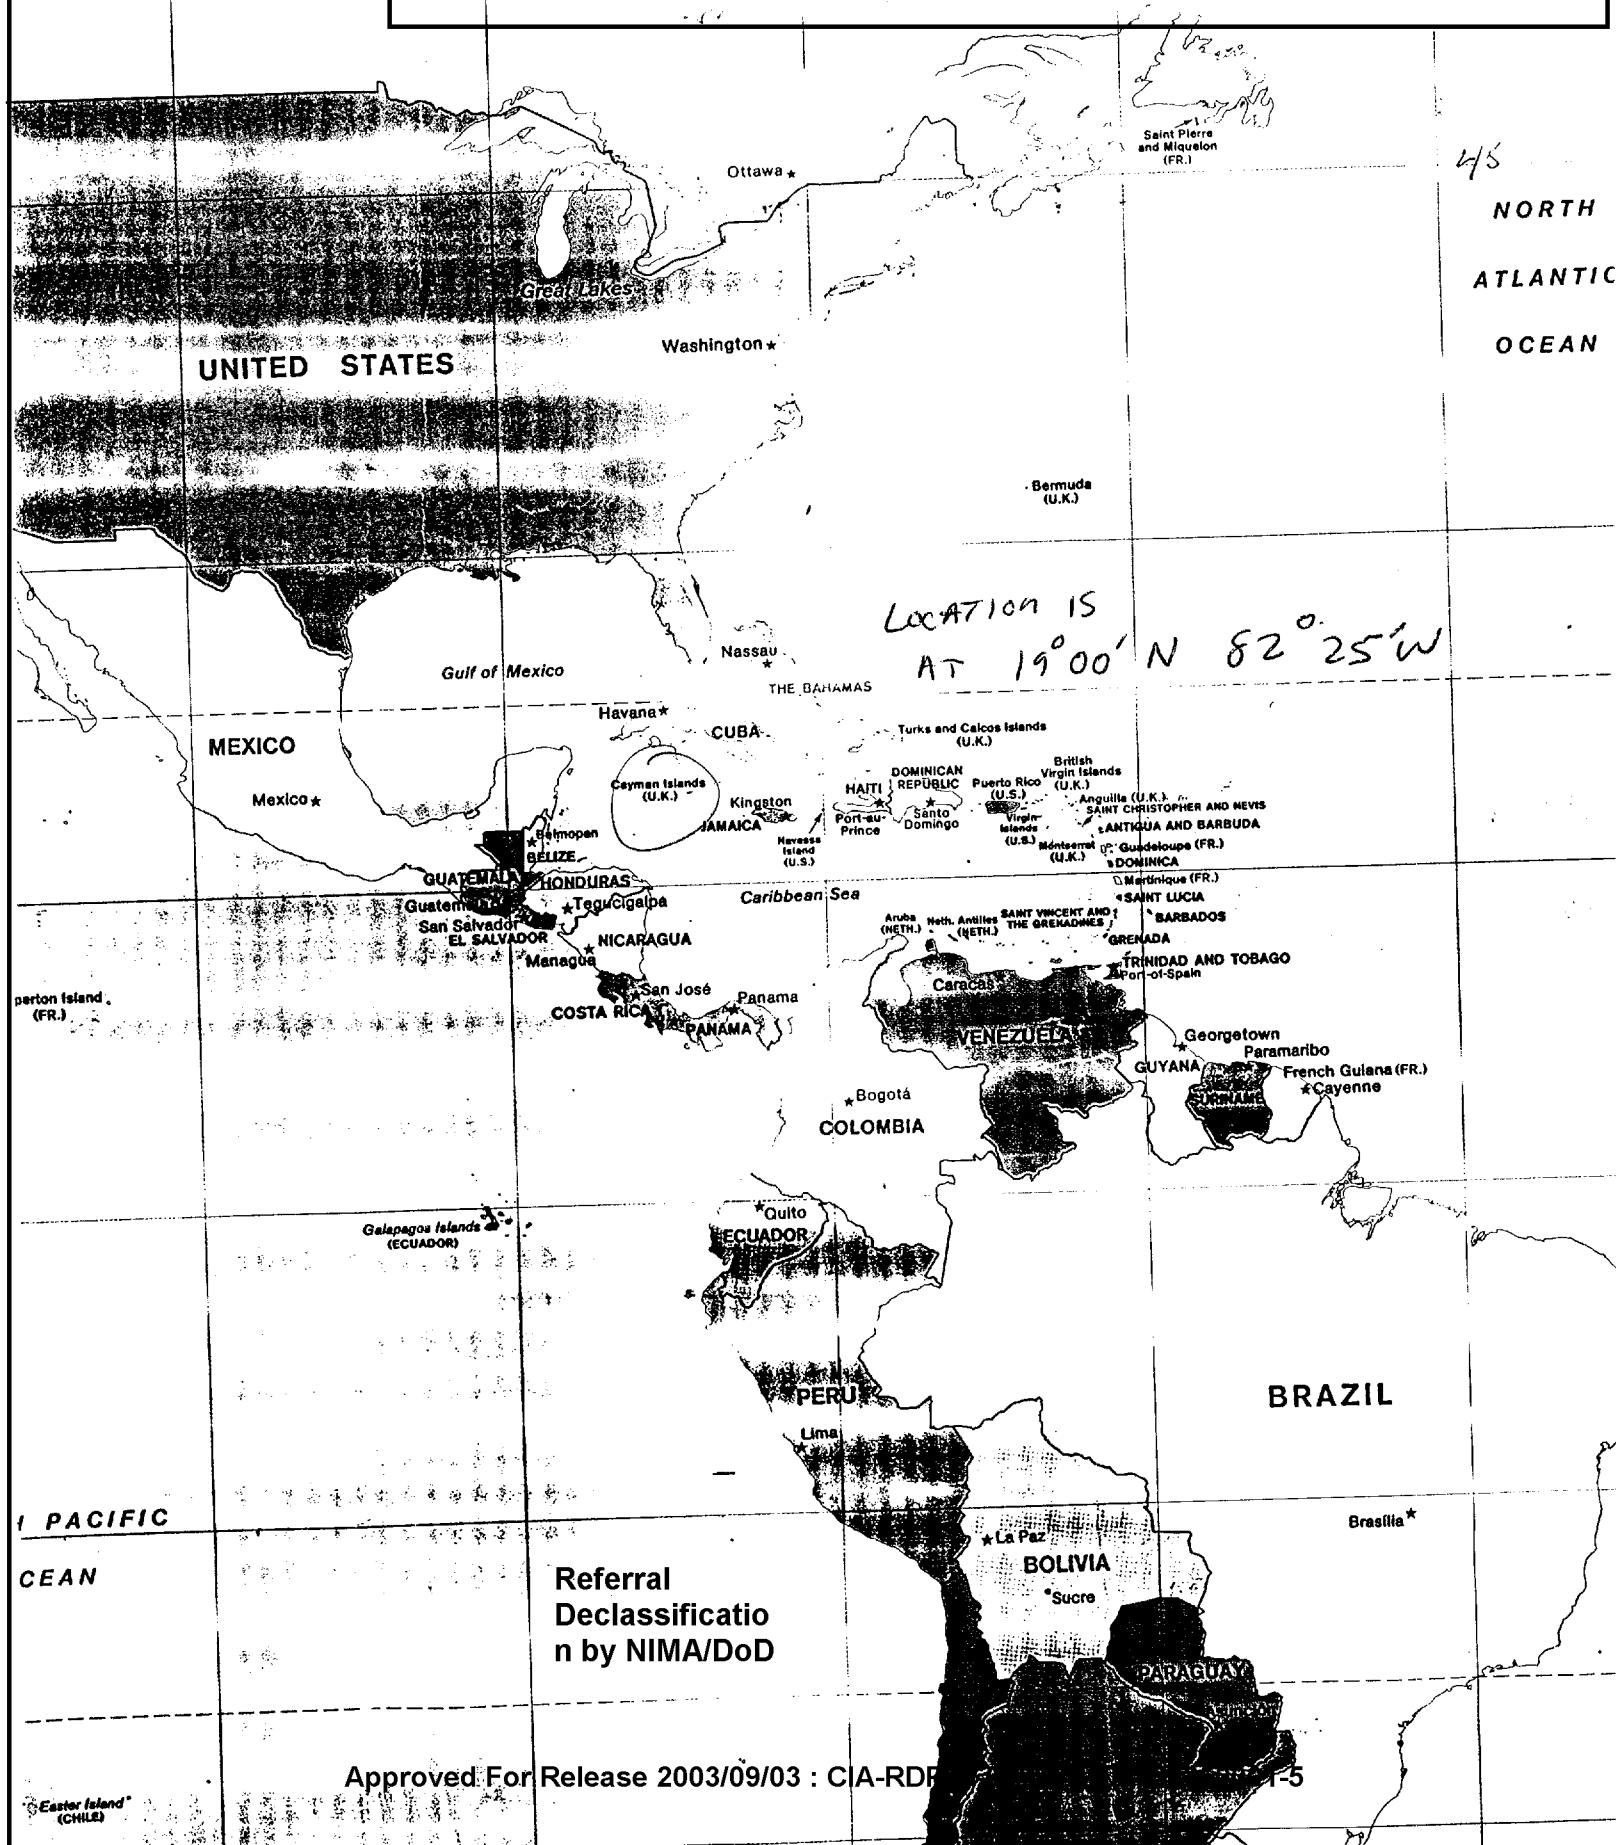 Saint Pierre
and Miquelon
(FR.)
45
Ottawa
NORTH
ATLANTIC
OCEAN
Great Lakes
Washington
UNITED STATES
Bermuda
(U.K.)
LOCATION IS
AT 19°00' N 82° 25' W
Nassau
Gulf of Mexico
THE BAHAMAS
Havana
CUBA
Turks and Caicos Islands
(U.K.)
MEXICO
Mexico
Cayman Islands
(U.K.)
Kingston
JAMAICA
Navassa
Island
(U.S.)
HAITI
Port-au-
Prince
DOMINICAN
REPUBLIC
Santo
Domingo
Puerto Rico
(U.S.)
British
Virgin Islands
(U.K.)
Virgin
Islands
(U.S.)
Anguilla (U.K.)
SAINT CHRISTOPHER AND NEVIS
ANTIGUA AND BARBUDA
Montserrat
(U.K.)
Guadeloupe (FR.)
DOMINICA
Martinique (FR.)
SAINT LUCIA
BARBADOS
SAINT VINCENT AND
THE GRENADINES
GRENADA
Aruba
(NETH.)
Neth. Antilles
(NETH.)
TRINIDAD AND TOBAGO
Port-of-Spain
Belmopan
BELIZE
GUATEMALA
Guatemala
HONDURAS
Tegucigalpa
San Salvador
EL SALVADOR
NICARAGUA
Managua
Caribbean Sea
San José
COSTA RICA
Panama
PANAMA
perton Island
(FR.)
Caracas
VENEZUELA
Georgetown
GUYANA
Paramaribo
SURINAME
French Guiana (FR.)
Cayenne
Bogotá
COLOMBIA
Galapagos Islands
(ECUADOR)
Quito
ECUADOR
PERU
Lima
BRAZIL
Brasília
PACIFIC
CEAN
La Paz
BOLIVIA
Sucre
Referral
Declassificatio
n by NIMA/DoD
PARAGUAY
Asunción
Approved For Release 2003/09/03 : CIA-RDP
-5
Easter Island
(CHILE)